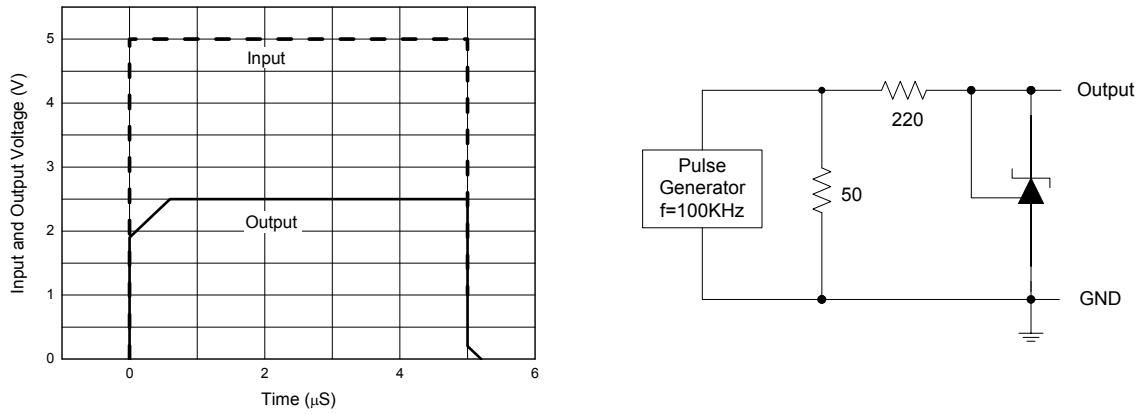 5
4
3
2
1
0
Input and Output Voltage (V)
Input
Output
0
2
4
6
Time (μS)
Pulse
Generator
f=100KHz
50
220
Output
GND